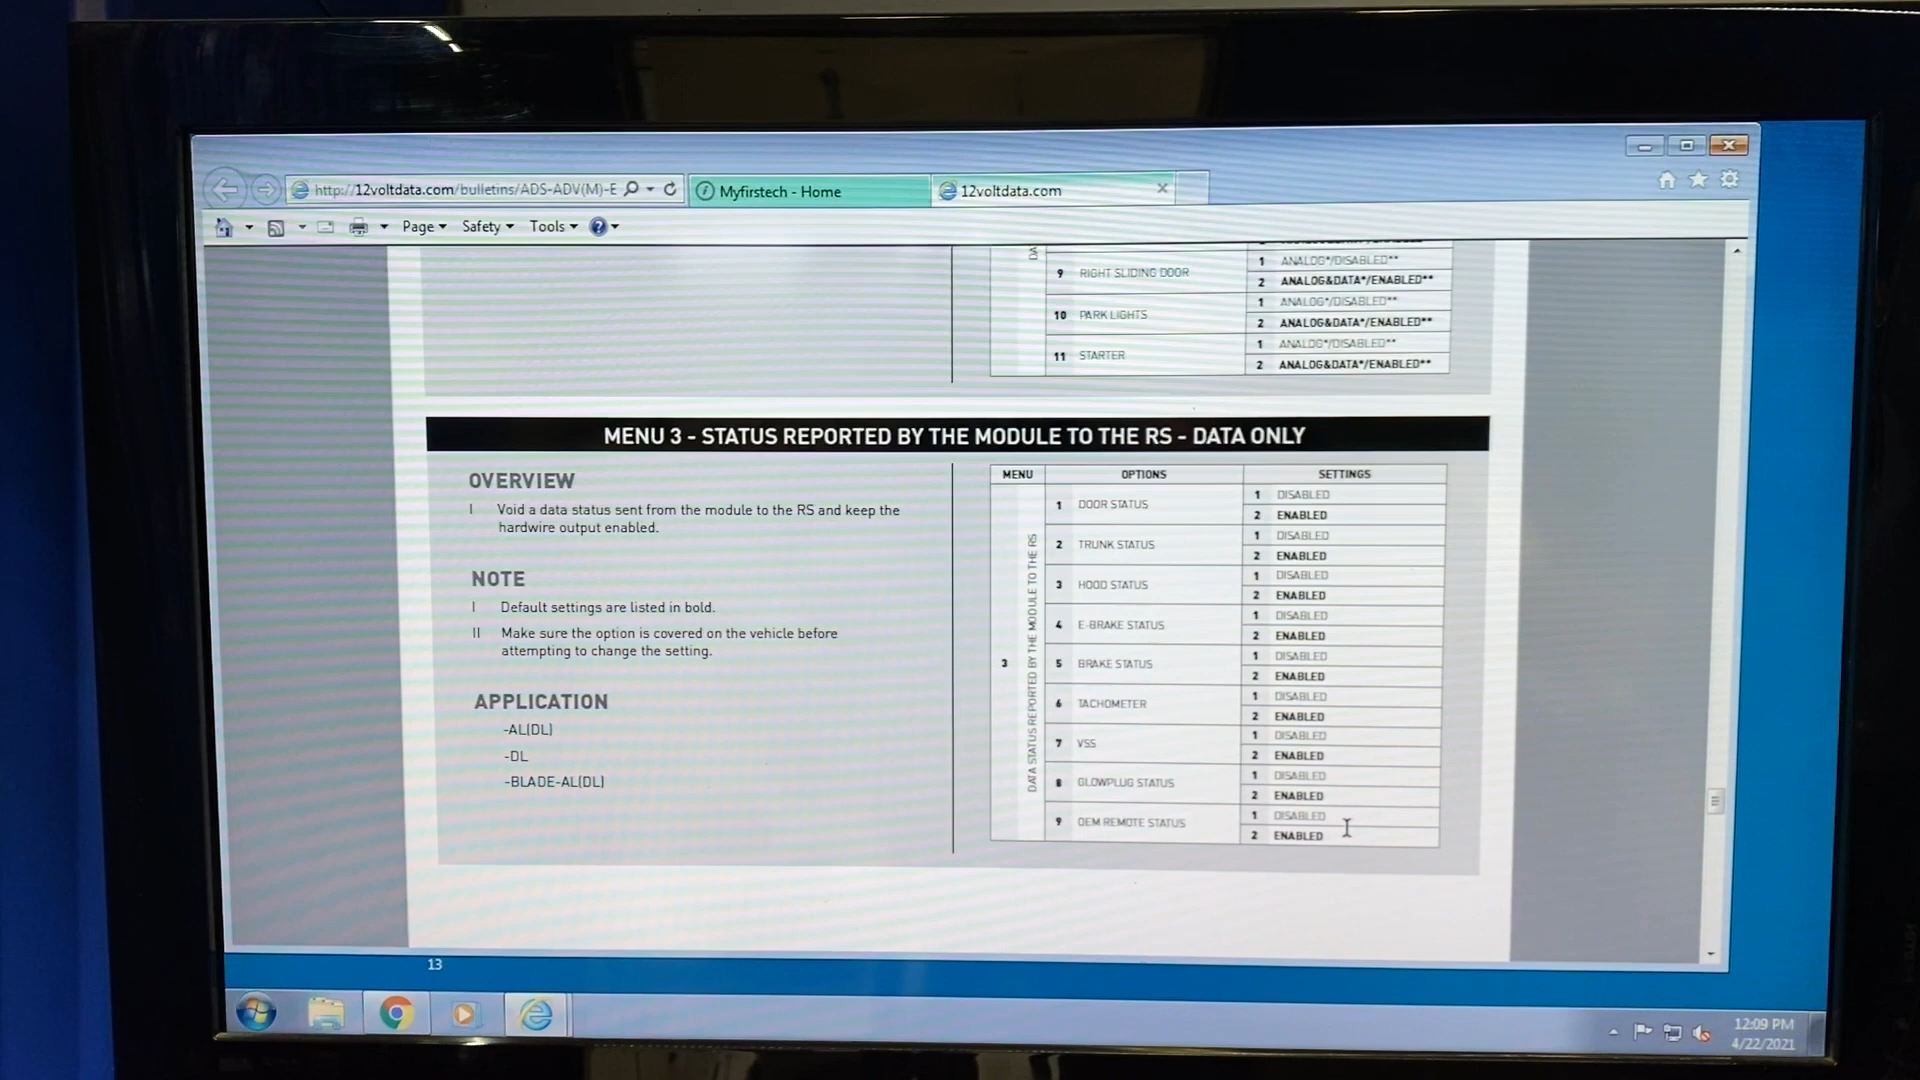 http://12voltdata.com/bulletins/ADS-ADV(M)-E
Myfirstech - Home
12voltdata.com
Page
Safety
Tools
9 RIGHT SLIDING DOOR
1 ANALOG*/DISABLED**
2 ANALOG&DATA*/ENABLED**
10 PARK LIGHTS
1 ANALOG*/DISABLED**
2 ANALOG&DATA*/ENABLED**
11 STARTER
1 ANALOG*/DISABLED**
2 ANALOG&DATA*/ENABLED**
MENU 3 - STATUS REPORTED BY THE MODULE TO THE RS - DATA ONLY
OVERVIEW
I Void a data status sent from the module to the RS and keep the
hardwire output enabled.
NOTE
I Default settings are listed in bold.
II Make sure the option is covered on the vehicle before
attempting to change the setting.
APPLICATION
-AL(DL)
-DL
-BLADE-AL(DL)
MENU OPTIONS SETTINGS
3 DATA STATUS REPORTED BY THE MODULE TO THE RS
1 DOOR STATUS
1 DISABLED
2 ENABLED
2 TRUNK STATUS
1 DISABLED
2 ENABLED
3 HOOD STATUS
1 DISABLED
2 ENABLED
4 E-BRAKE STATUS
1 DISABLED
2 ENABLED
5 BRAKE STATUS
1 DISABLED
2 ENABLED
6 TACHOMETER
1 DISABLED
2 ENABLED
7 VSS
1 DISABLED
2 ENABLED
8 GLOWPLUG STATUS
1 DISABLED
2 ENABLED
9 OEM REMOTE STATUS
1 DISABLED
2 ENABLED
13
12:09 PM
4/22/2021